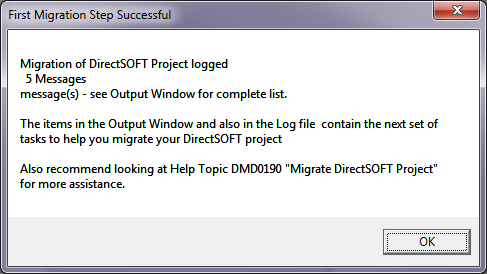 First Migration Step Successful
Migration of DirectSOFT Project logged
5 Messages
message(s) - see Output Window for complete list.
The items in the Output Window and also in the Log file  contain the next set of
tasks to help you migrate your DirectSOFT project
Also recommend looking at Help Topic DMD0190 "Migrate DirectSOFT Project"
for more assistance.
OK